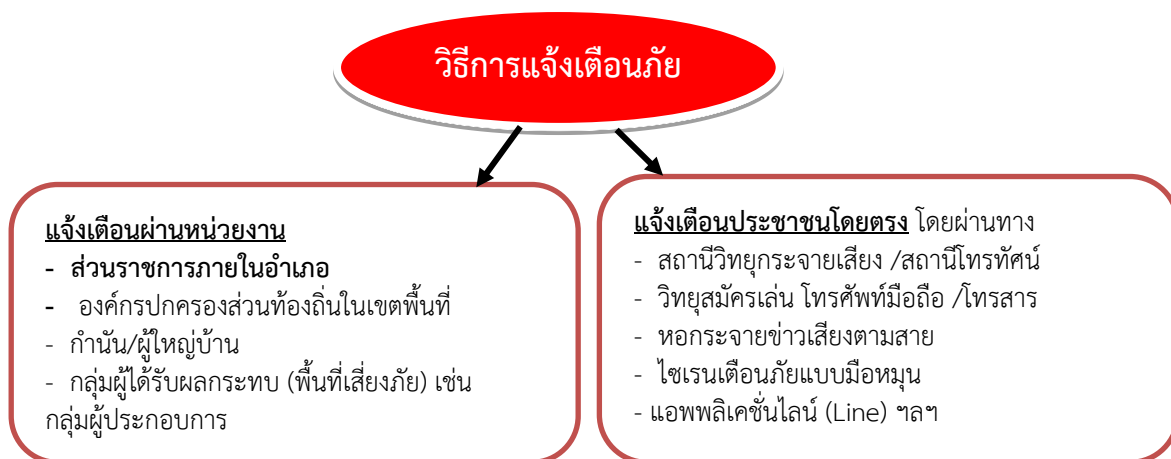 วิธีการแจ้งเตือนภัย
แจ้งเตือนผ่านหน่วยงาน
- ส่วนราชการภายในอำเภอ
- องค์กรปกครองส่วนท้องถิ่นในเขตพื้นที่
- กำนัน/ผู้ใหญ่บ้าน
- กลุ่มผู้ได้รับผลกระทบ (พื้นที่เสี่ยงภัย) เช่น
กลุ่มผู้ประกอบการ
แจ้งเตือนประชาชนโดยตรง โดยผ่านทาง
- สถานีวิทยุกระจายเสียง /สถานีโทรทัศน์
- วิทยุสมัครเล่น โทรศัพท์มือถือ /โทรสาร
- หอกระจายข่าวเสียงตามสาย
- ไซเรนเตือนภัยแบบมือหมุน
- แอพพลิเคชั่นไลน์ (Line) ฯลฯ